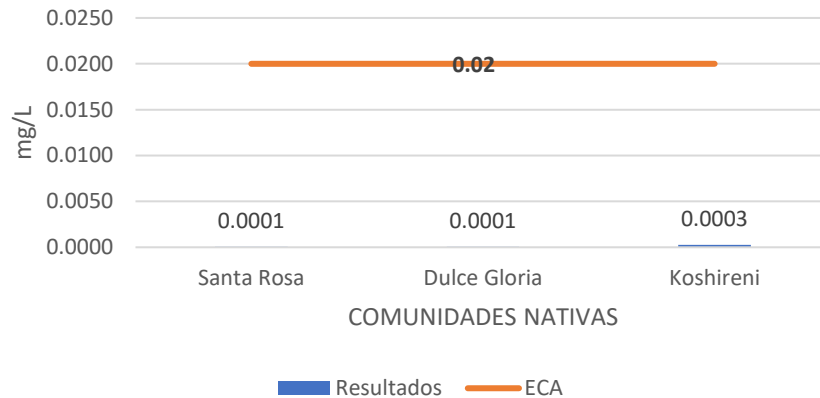 0.0250
0.0200
0.02
0.0150
mg/L
0.0100
0.0050
0.0001
0.0001
0.0003
0.0000
Santa Rosa
Dulce Gloria
Koshireni
COMUNIDADES NATIVAS
Resultados
ECA